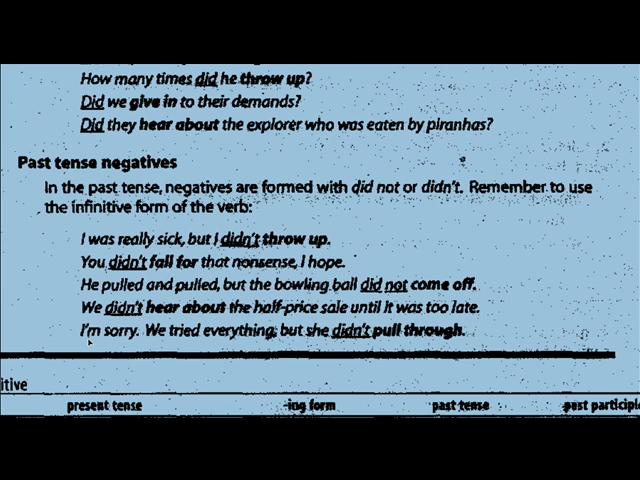 How many times did he throw up?
Did we give in to their demands?
Did they hear about the explorer who was eaten by piranhas?
Past tense negatives
In the past tense, negatives are formed with did not or didn't. Remember to use
the infinitive form of the verb:
I was really sick, but I didn't throw up.
You didn't fall for that nonsense, I hope.
He pulled and pulled, but the bowling ball did not come off.
We didn't hear about the half-price sale until it was too late.
I'm sorry. We tried everything, but she didn't pull through.
itive
present tense -ing form past tense past participle